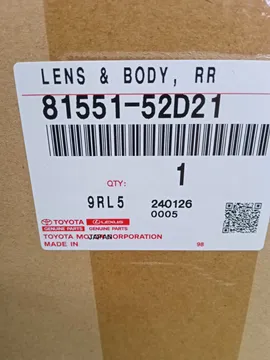 LENS & BODY, RR
81551-52D21
QTY: 1
9RL5 240126
0005
TOYOTA LEXUS
GENUINE PARTS GENUINE PARTS
TOYOTA MOTOR CORPORATION
MADE IN JAPAN
98